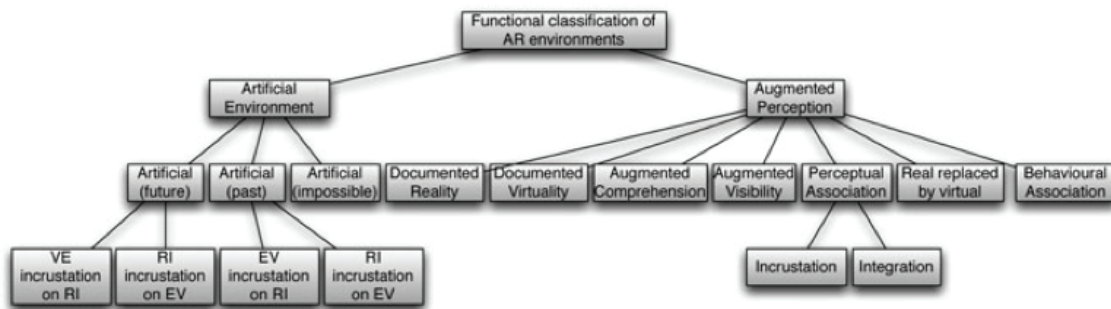 Functional classification of
AR environments
Artificial
Environment
Augmented
Perception
Artificial
(future)
Artificial
(past)
Artificial
(impossible)
Documented
Reality
Documented
Virtuality
Augmented
Comprehension
Augmented
Visibility
Perceptual
Association
Real replaced
by virtual
Behavioural
Association
VE
incrustation
on RI
RI
incrustation
on EV
EV
incrustation
on RI
RI
incrustation
on EV
Incrustation
Integration